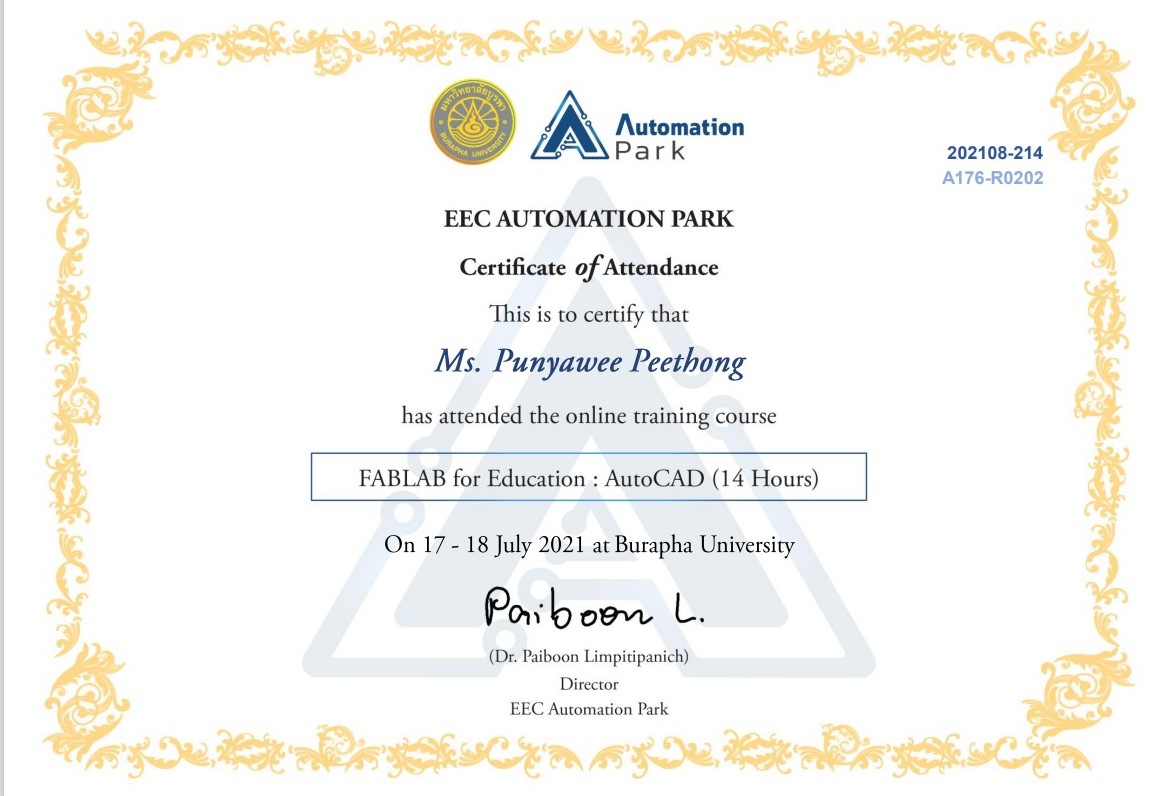 มหาวิทยาลัยบูรพา
BURAPHA UNIVERSITY
Automation
Park
202108-214
A176-R0202
EEC AUTOMATION PARK
Certificate of Attendance
This is to certify that
Ms. Punyawee Peethong
has attended the online training course
FABLAB for Education : AutoCAD (14 Hours)
On 17 - 18 July 2021 at Burapha University
Paiboon L.
(Dr. Paiboon Limpitipanich)
Director
EEC Automation Park